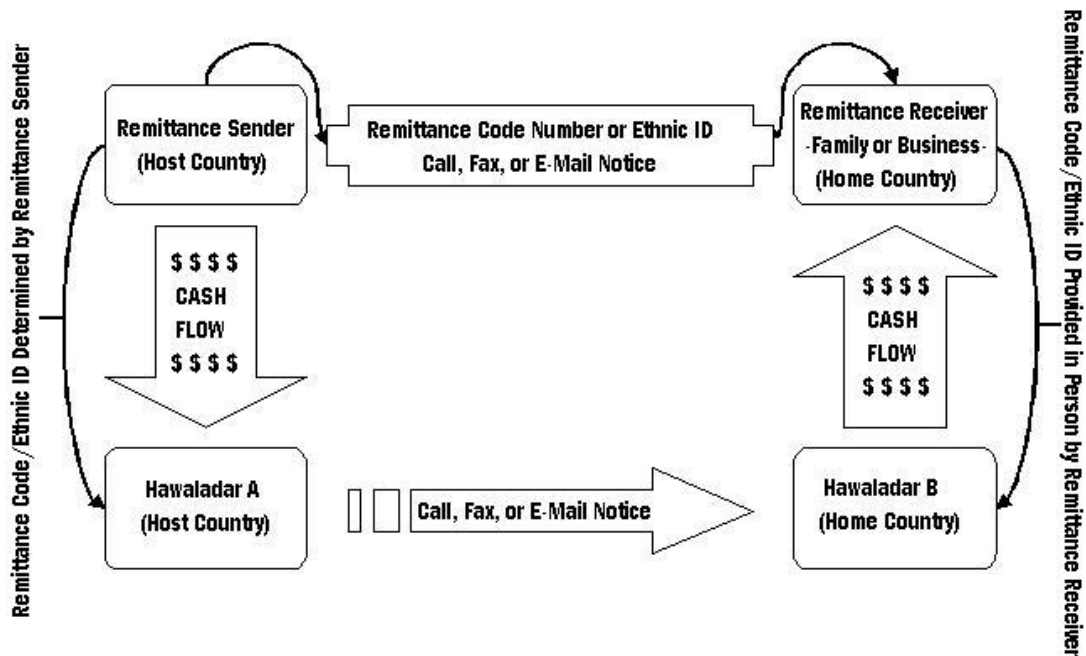 Remittance Code/Ethnic ID Determined by Remittance Sender
Remittance Sender
(Host Country)
Remittance Code Number or Ethnic ID
Call, Fax, or E-Mail Notice
Remittance Receiver
-Family or Business-
(Home Country)
$ $ $ $
CASH
FLOW
$ $ $ $
$ $ $ $
CASH
FLOW
$ $ $ $
Hawaladar A
(Host Country)
Call, Fax, or E-Mail Notice
Hawaladar B
(Home Country)
Remittance Code/Ethnic ID Provided in Person by Remittance Receiver